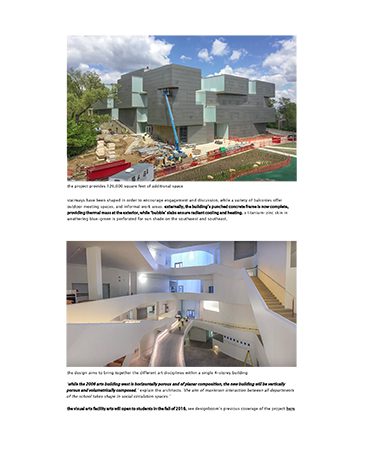 the project provides 126,000 square feet of additional space
stairways have been shaped in order to encourage engagement and discussion, while a variety of balconies offer
outdoor meeting spaces, and informal work areas. externally, the building's punched concrete frame is now complete,
providing thermal mass at the exterior, while 'bubble' slabs ensure radiant cooling and heating. a titanium-zinc skin in
weathering blue-green is perforated for sun shade on the southwest and southeast.
the design aims to bring together the different art disciplines within a single 4-stores building
'while the 2006 arts building west is horizontally porous and of planar composition, the new building will be vertically
porous and volumetrically composed,' explain the architects. 'the aim of maximum interaction between all departments
of the school takes shape in social circulation spaces.'
the visual arts facility arts will open to students in the fall of 2016, see designboom's previous coverage of the project here